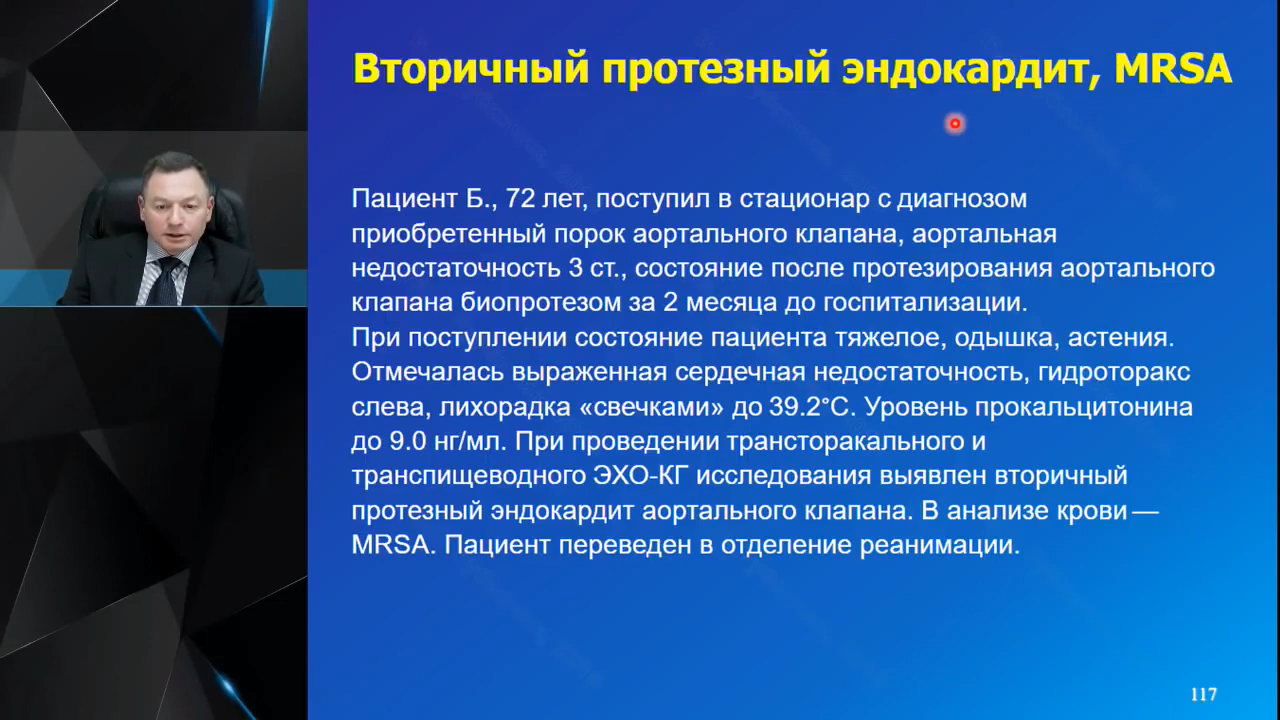 Вторичный протезный эндокардит, MRSA
Пациент Б., 72 лет, поступил в стационар с диагнозом
приобретенный порок аортального клапана, аортальная
недостаточность 3 ст., состояние после протезирования аортального
клапана биопротезом за 2 месяца до госпитализации.
При поступлении состояние пациента тяжелое, одышка, астения.
Отмечалась выраженная сердечная недостаточность, гидроторакс
слева, лихорадка «свечками» до 39.2°С. Уровень прокальцитонина
до 9.0 нг/мл. При проведении трансторакального и
транспищеводного ЭХО-КГ исследования выявлен вторичный
протезный эндокардит аортального клапана. В анализе крови —
MRSA. Пациент переведен в отделение реанимации.
117